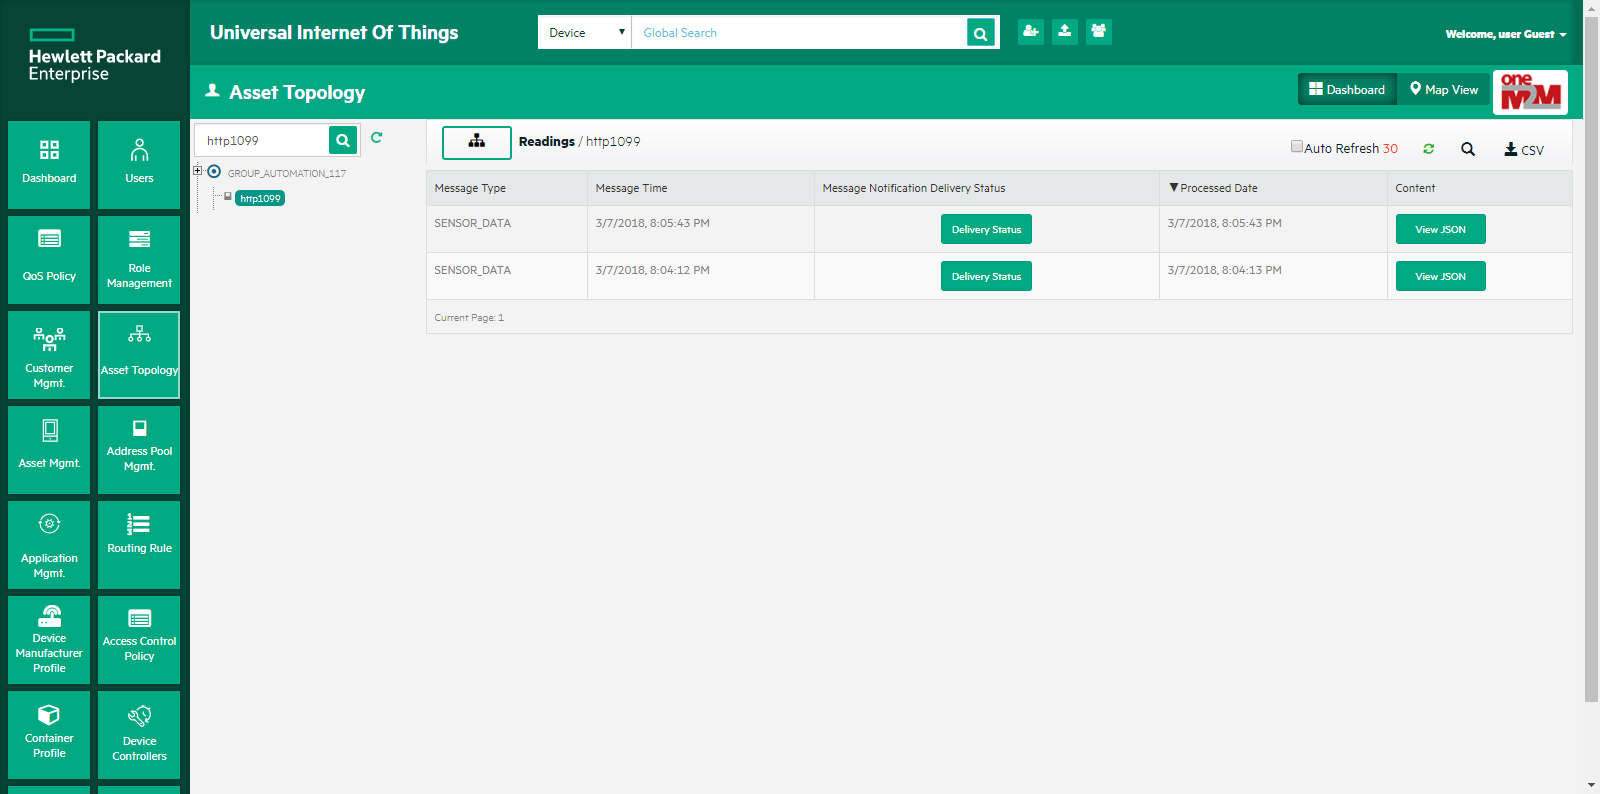 Hewlett Packard
Enterprise
Universal Internet Of Things
Device
Global Search
Welcome, user Guest
Asset Topology
Dashboard
Map View
one
M2M
Dashboard
Users
QoS Policy
Role
Management
Customer
Mgmt.
Asset Topology
Asset Mgmt.
Address Pool
Mgmt.
Application
Mgmt.
1
2
3
Routing Rule
Device
Manufacturer
Profile
Access Control
Policy
Container
Profile
Device
Controllers
http1099
GROUP_AUTOMATION_117
http1099
Readings / http1099
Auto Refresh 30
CSV
Message Type
Message Time
Message Notification Delivery Status
▼Processed Date
Content
SENSOR_DATA
3/7/2018, 8:05:43 PM
Delivery Status
3/7/2018, 8:05:43 PM
View JSON
SENSOR_DATA
3/7/2018, 8:04:12 PM
Delivery Status
3/7/2018, 8:04:13 PM
View JSON
Current Page: 1